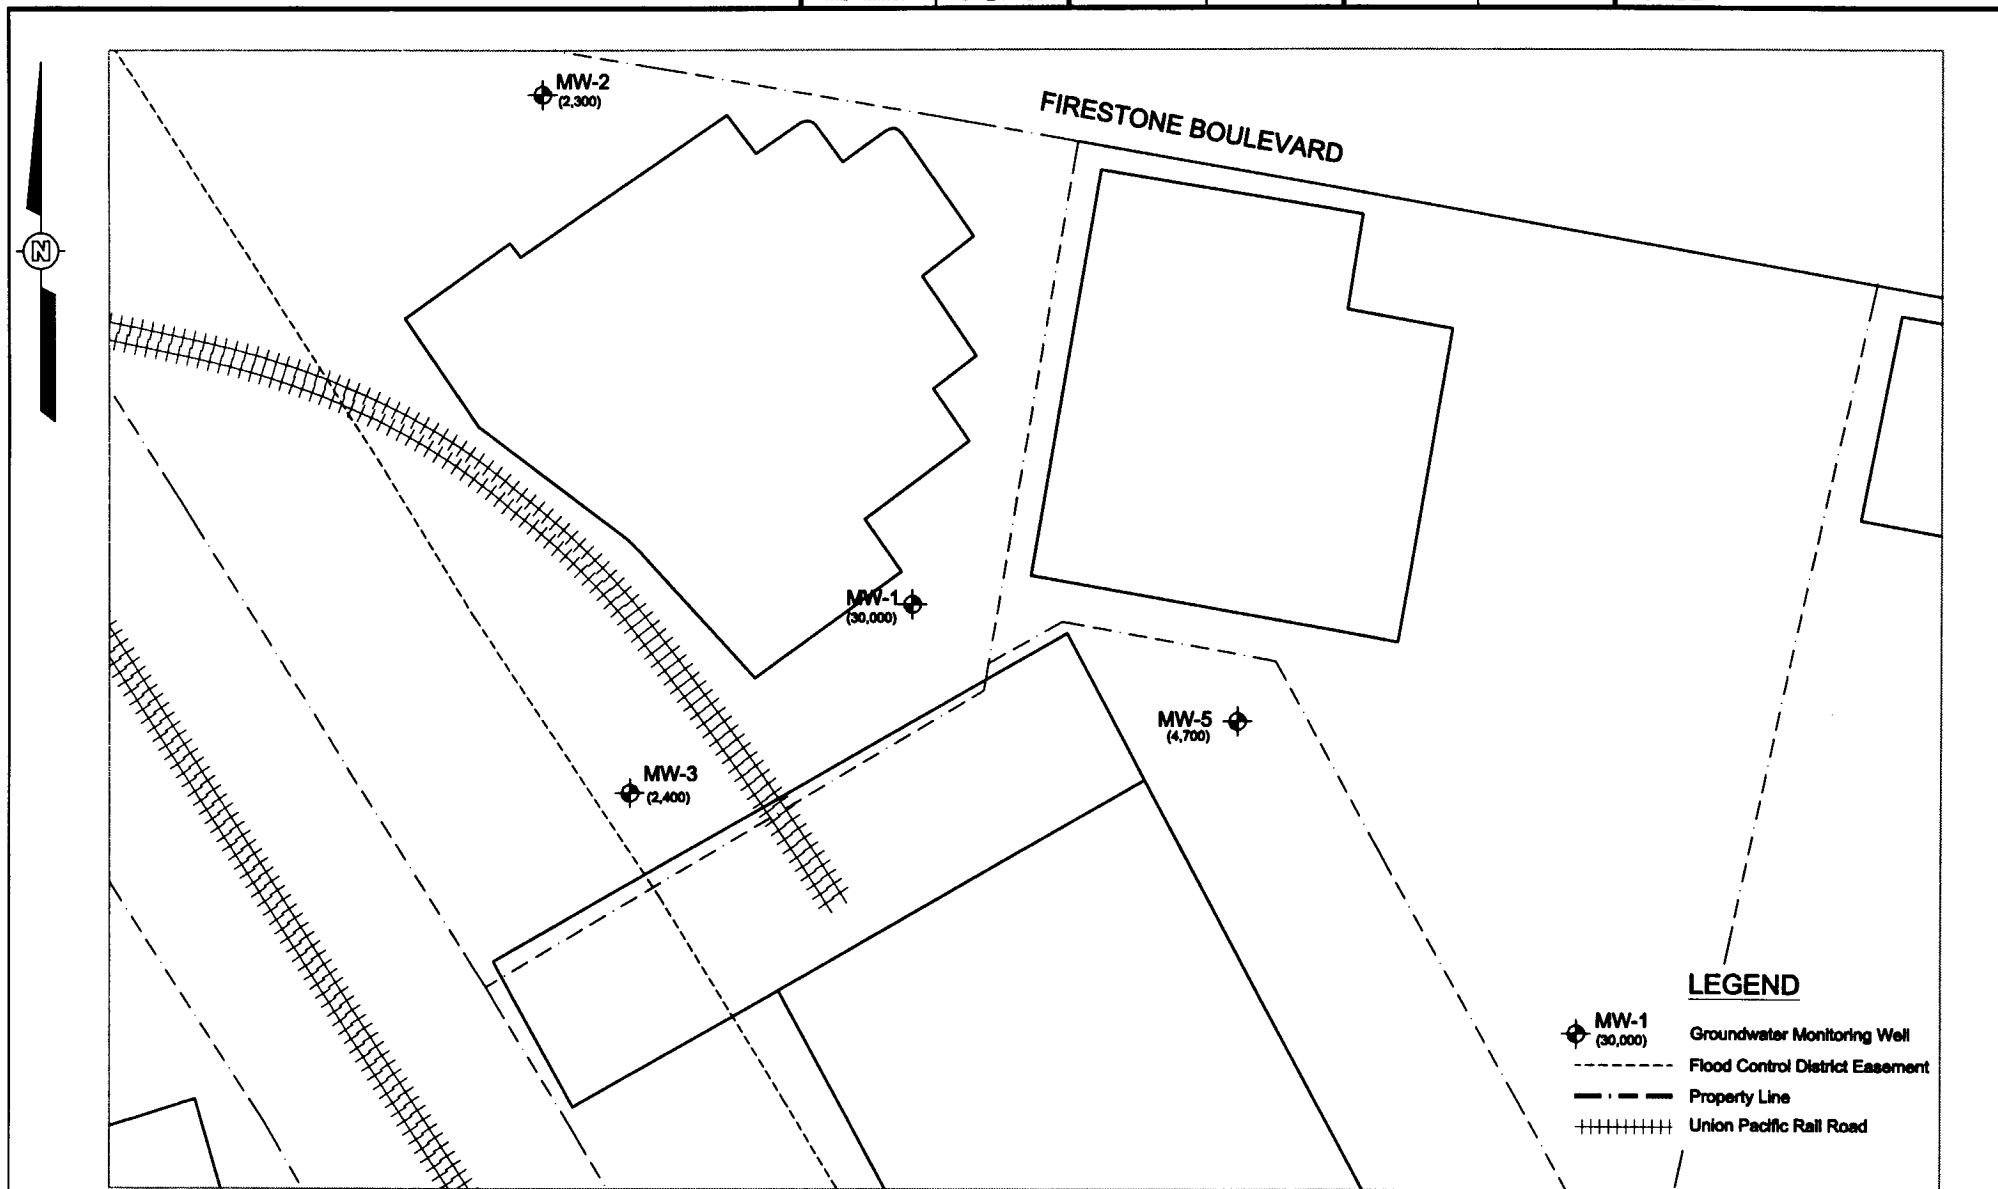 MW-2
(2,300)
FIRESTONE BOULEVARD
N
MW-1
(30,000)
MW-5
(4,700)
MW-3
(2,400)
LEGEND
MW-1
(30,000)
Groundwater Monitoring Well
Flood Control District Easement
Property Line
Union Pacific Rail Road